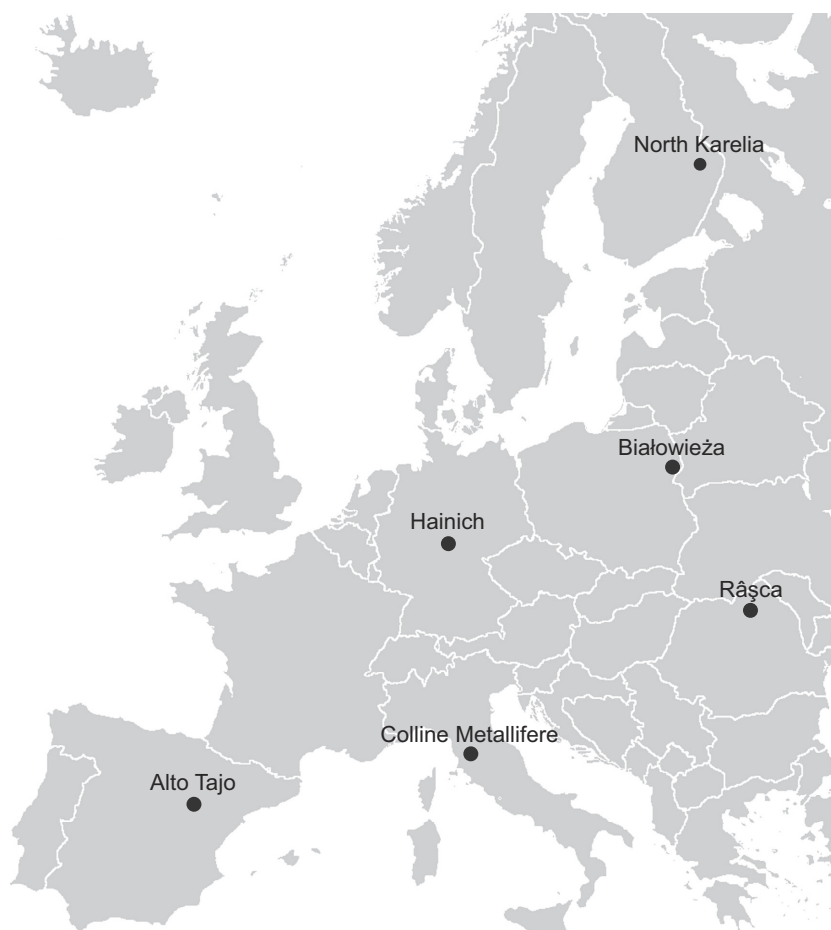 North Karelia
Białowieża
Hainich
Râşca
Colline Metallifere
Alto Tajo